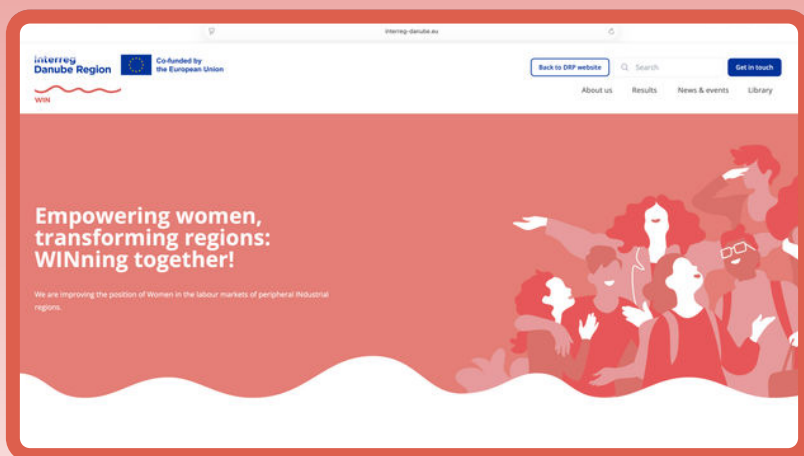 interreg-danube.eu
Interreg
Danube Region
Co-funded by
the European Union
Back to DRP website
Search
Get in touch
WIN
About us
Results
News & events
Library
Empowering women,
transforming regions:
WINning together!
We are improving the position of Women in the labour markets of peripheral INdustrial
regions.